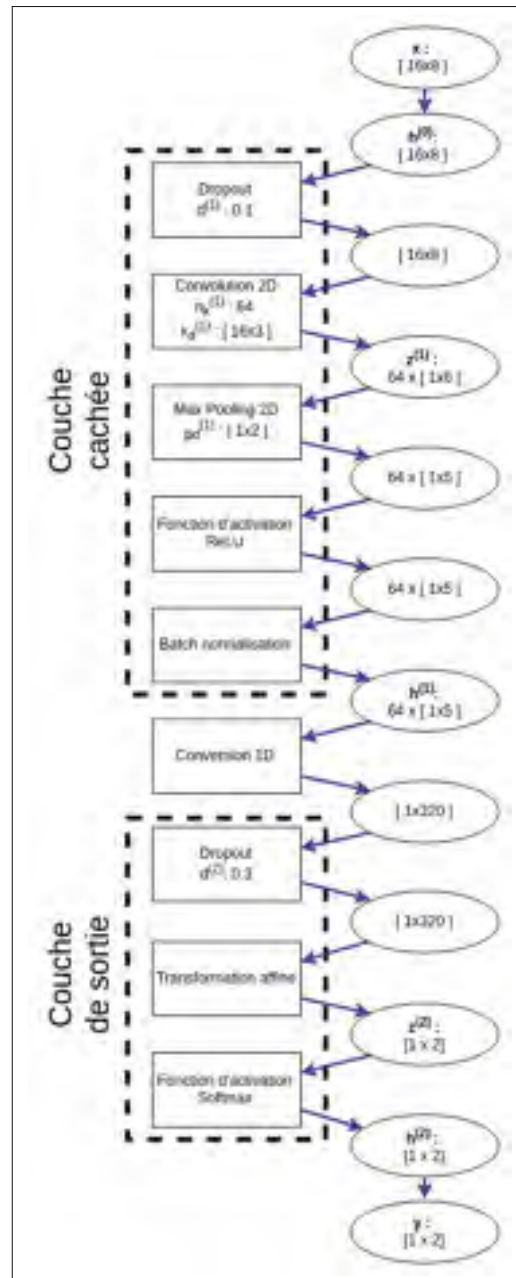 x :
[ 16x8 ]
h(0):
[ 16x8 ]
Dropout
d(1) : 0.1
[ 16x8 ]
Convolution 2D
nk(1) : 64
kd(1) : [ 16x3 ]
z(1) :
64 x [ 1x6 ]
Max Pooling 2D
pd(1) : [ 1x2 ]
64 x [ 1x5 ]
Fonction d'activation
ReLU
64 x [ 1x5 ]
Batch normalisation
h(1):
64 x [ 1x5 ]
Conversion 1D
[ 1x320 ]
Dropout
d(2): 0.3
[ 1x320 ]
Transformation affine
z(2) :
[1 x 2]
Fonction d'activation
Softmax
h(2) :
[1 x 2]
y :
[1 x 2]
Couche
cachée
Couche
de sortie